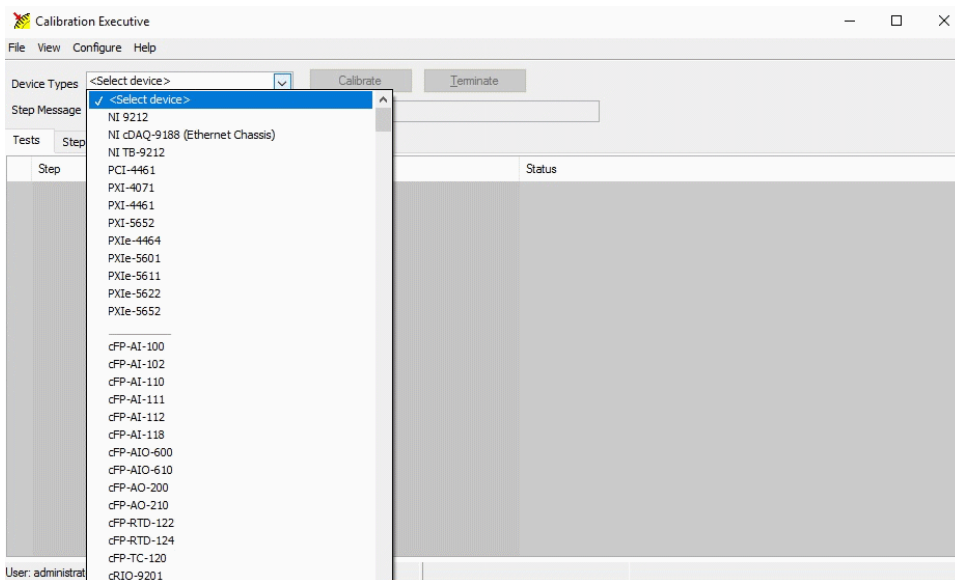 Calibration Executive
File View Configure Help
Device Types <Select device> Calibrate Terminate
Step Message
✓ <Select device>
NI 9212
NI cDAQ-9188 (Ethernet Chassis)
NI TB-9212
PCI-4461
PXI-4071
PXI-4461
PXI-5652
PXIe-4464
PXIe-5601
PXIe-5611
PXIe-5622
PXIe-5652
cFP-AI-100
cFP-AI-102
cFP-AI-110
cFP-AI-111
cFP-AI-112
cFP-AI-118
cFP-AIO-600
cFP-AIO-610
cFP-AO-200
cFP-AO-210
cFP-RTD-122
cFP-RTD-124
cFP-TC-120
cRIO-9201
Tests Step
Step Status
User: administrat